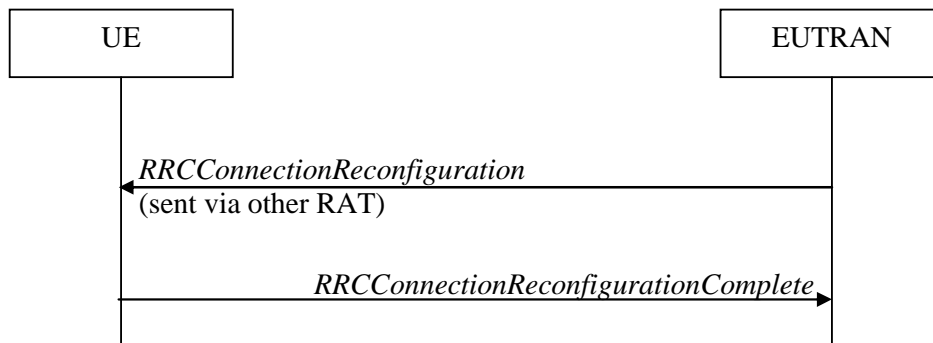 UE
EUTRAN
RRCConnectionReconfiguration
(sent via other RAT)
RRCConnectionReconfigurationComplete